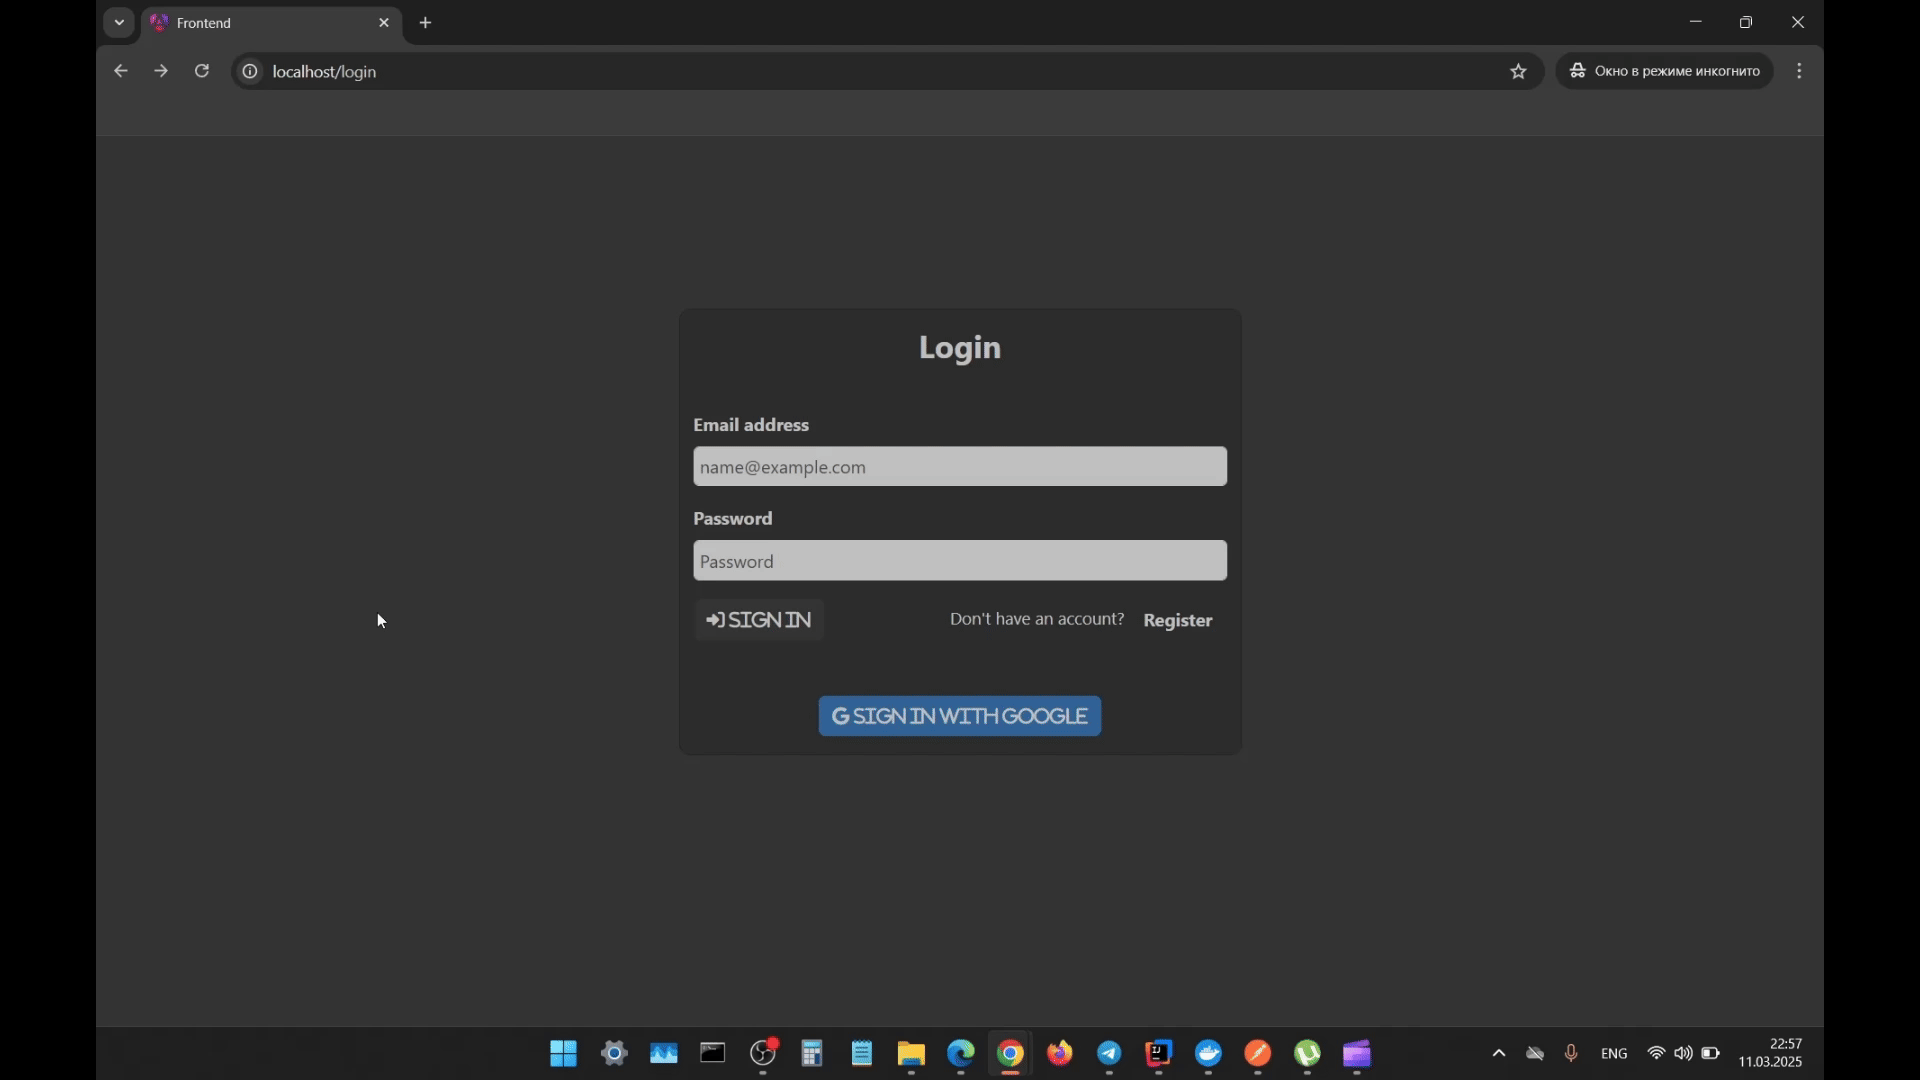 Frontend
localhost/login
Окно в режиме инкогнито
Login
Email address
name@example.com
Password
Password
SIGN IN
Don't have an account? Register
G SIGN IN WITH GOOGLE
ENG
22:57
11.03.2025